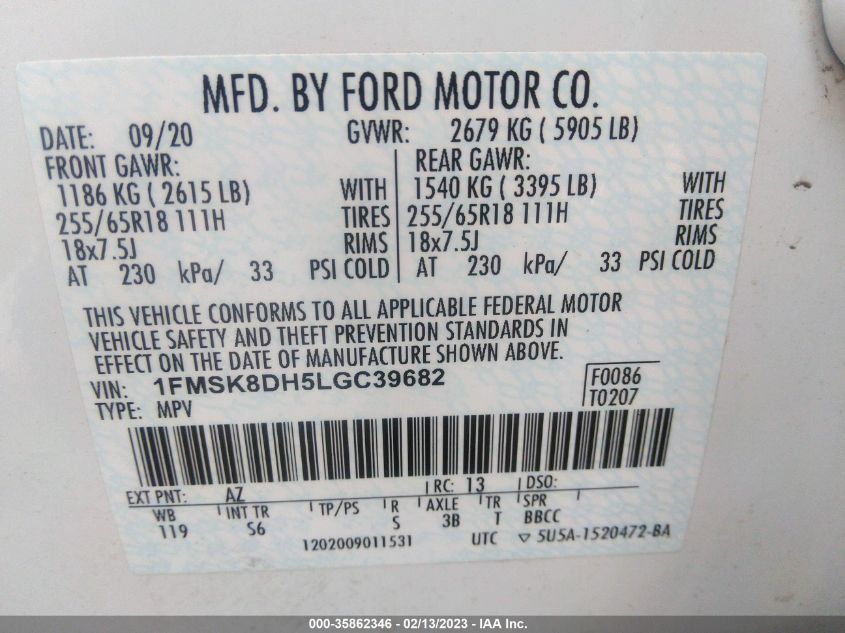 MFD. BY FORD MOTOR CO.
DATE: 09/20 GVWR: 2679 KG ( 5905 LB)
FRONT GAWR: REAR GAWR:
1186 KG ( 2615 LB) WITH 1540 KG ( 3395 LB) WITH
255/65R18 111H TIRES 255/65R18 111H TIRES
18x7.5J RIMS 18x7.5J RIMS
AT 230 kPa/ 33 PSI COLD AT 230 kPa/ 33 PSI COLD
THIS VEHICLE CONFORMS TO ALL APPLICABLE FEDERAL MOTOR
VEHICLE SAFETY AND THEFT PREVENTION STANDARDS IN
EFFECT ON THE DATE OF MANUFACTURE SHOWN ABOVE.
VIN: 1FMSK8DH5LGC39682 F0086
TYPE: MPV T0207
EXT PNT: AZ RC: 13 DSO:
WB INT TR TP/PS R AXLE TR SPR
119 S6 S 3B T BBCC
1202009011531 UTC ▽ 5U5A-1520472-BA
000-35862346 - 02/13/2023 - IAA Inc.